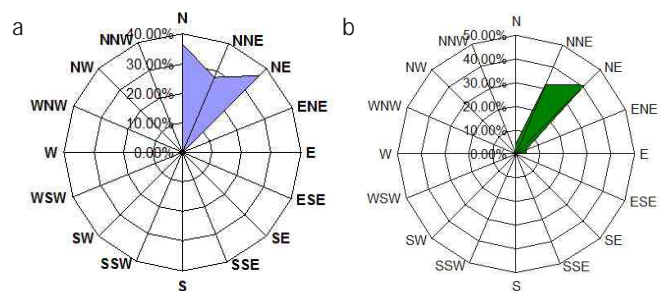 a
N
NNE
NE
ENE
E
ESE
SE
SSE
S
SSW
SW
WSW
W
WNW
NW
NNW
40.00%
30.00%
20.00%
10.00%
0.00%
b
N
NNE
NE
ENE
E
ESE
SE
SSE
S
SSW
SW
WSW
W
WNW
NW
NNW
50.00%
40.00%
30.00%
20.00%
10.00%
0.00%